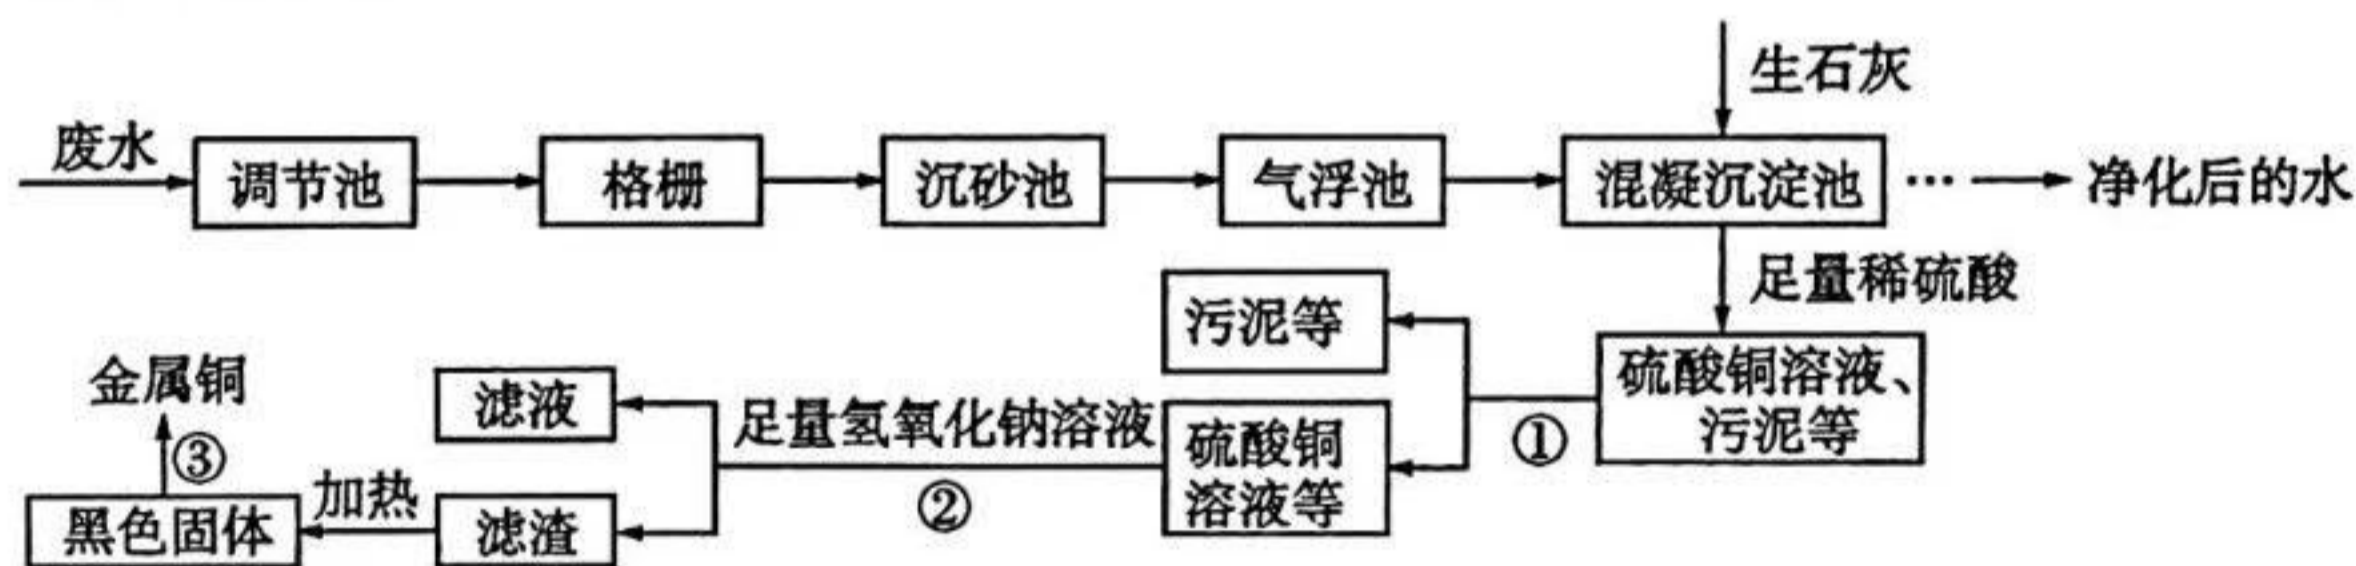 生石灰
废水
调节池
格栅
沉砂池
气浮池
混凝沉淀池
… 净化后的水
足量稀硫酸
硫酸铜溶液、
污泥等
①
污泥等
硫酸铜
溶液等
足量氢氧化钠溶液
②
滤液
滤渣
加热
黑色固体
③
金属铜